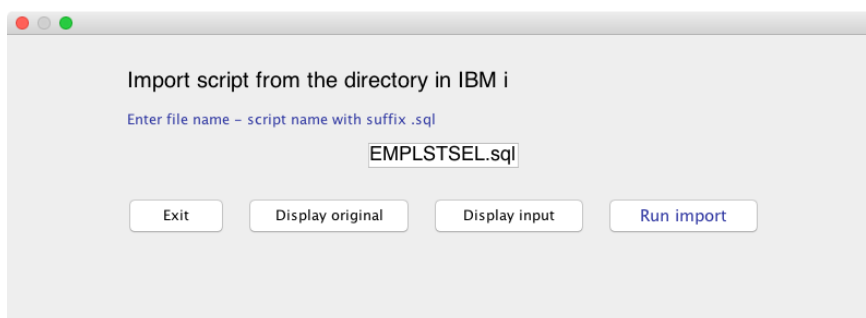 Import script from the directory in IBM i
Enter file name – script name with suffix .sql
EMPLSTSEL.sql
Exit Display original Display input Run import